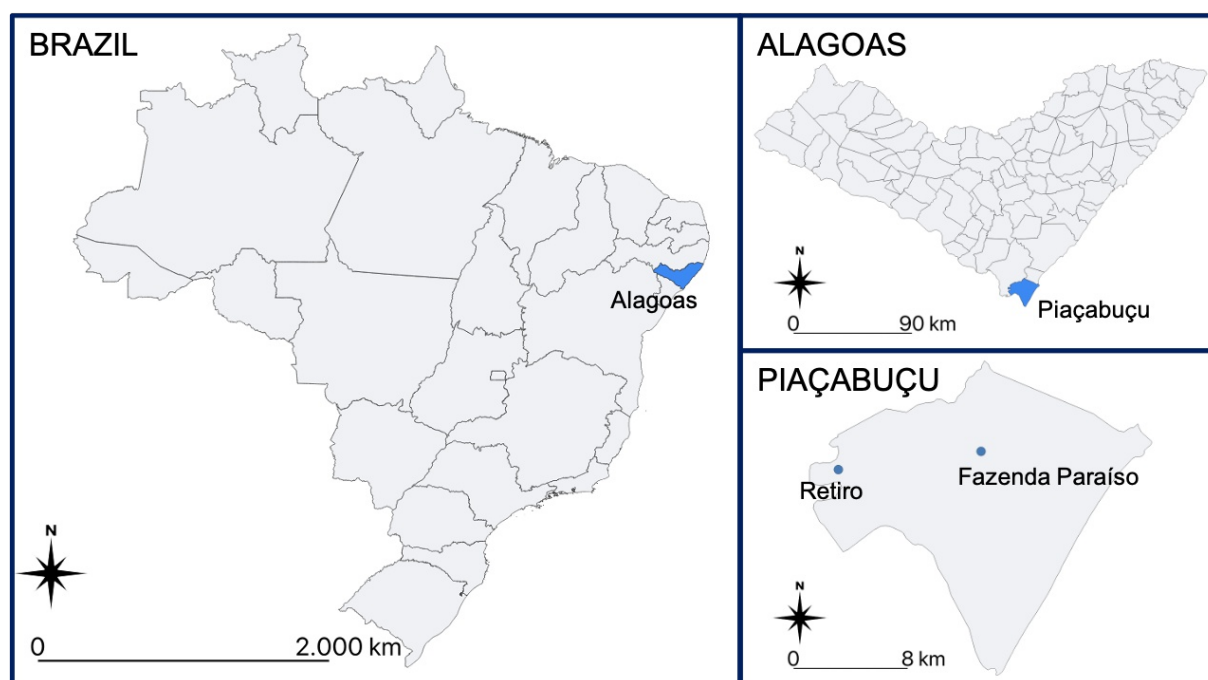 BRAZIL
Alagoas
N
0 2.000 km
ALAGOAS
N
Piaçabuçu
0 90 km
PIAÇABUÇU
Fazenda Paraíso
Retiro
N
0 8 km